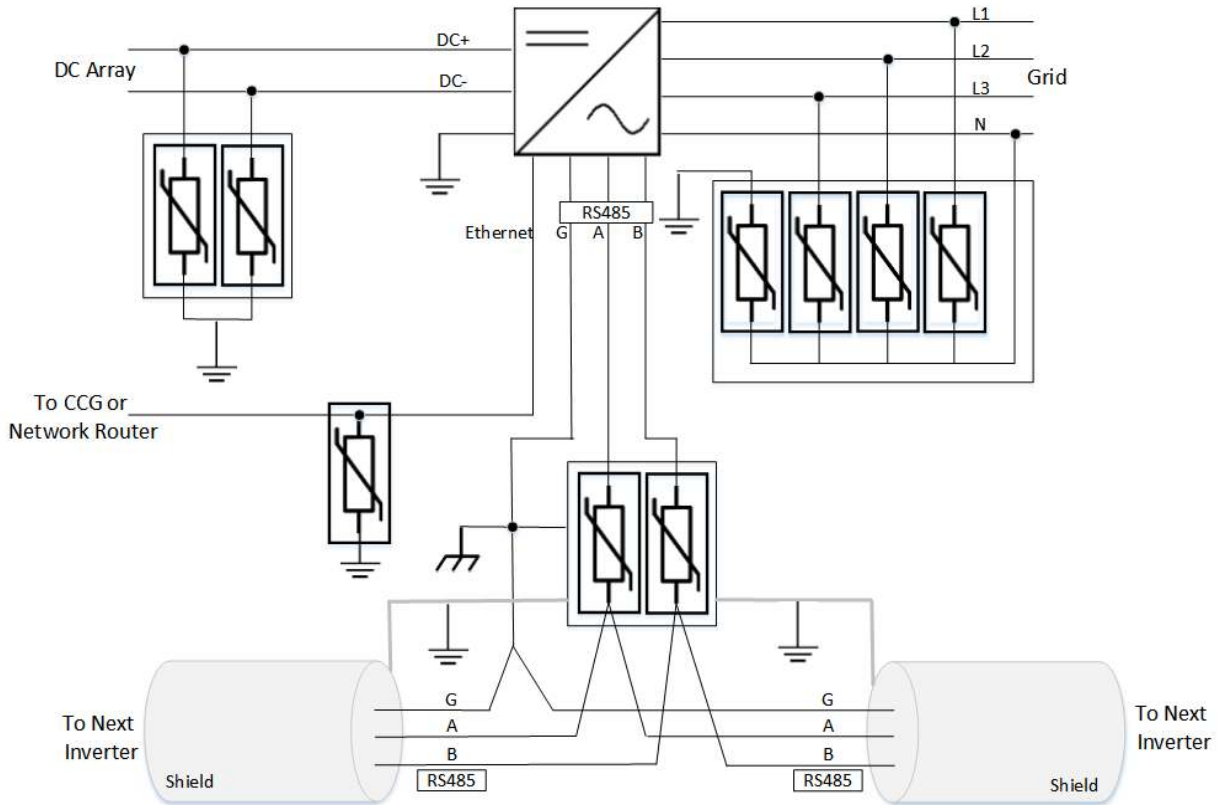 L1
DC+
L2
DC Array
Grid
DC-
L3
N
RS485
Ethernet
G
A
B
To CCG or
Network Router
G
G
To Next
Inverter
A
A
To Next
Inverter
B
B
Shield
RS485
RS485
Shield